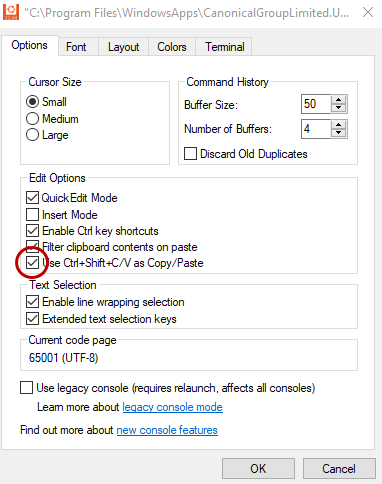 "C:\Program Files\WindowsApps\CanonicalGroupLimited.U...
Options Font Layout Colors Terminal
Cursor Size
Small
Medium
Large
Command History
Buffer Size: 50
Number of Buffers: 4
Discard Old Duplicates
Edit Options
QuickEdit Mode
Insert Mode
Enable Ctrl key shortcuts
Filter clipboard contents on paste
Use Ctrl+Shift+C/V as Copy/Paste
Text Selection
Enable line wrapping selection
Extended text selection keys
Current code page
65001 (UTF-8)
Use legacy console (requires relaunch, affects all consoles)
Learn more about legacy console mode
Find out more about new console features
OK Cancel